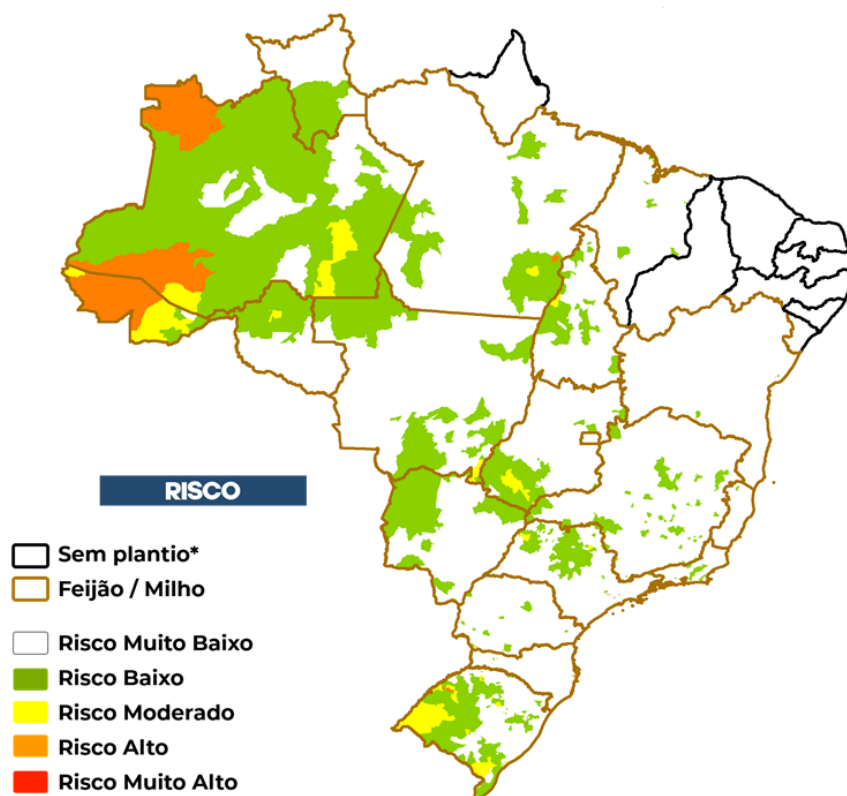 RISCO
Sem plantio*
Feijão / Milho
Risco Muito Baixo
Risco Baixo
Risco Moderado
Risco Alto
Risco Muito Alto